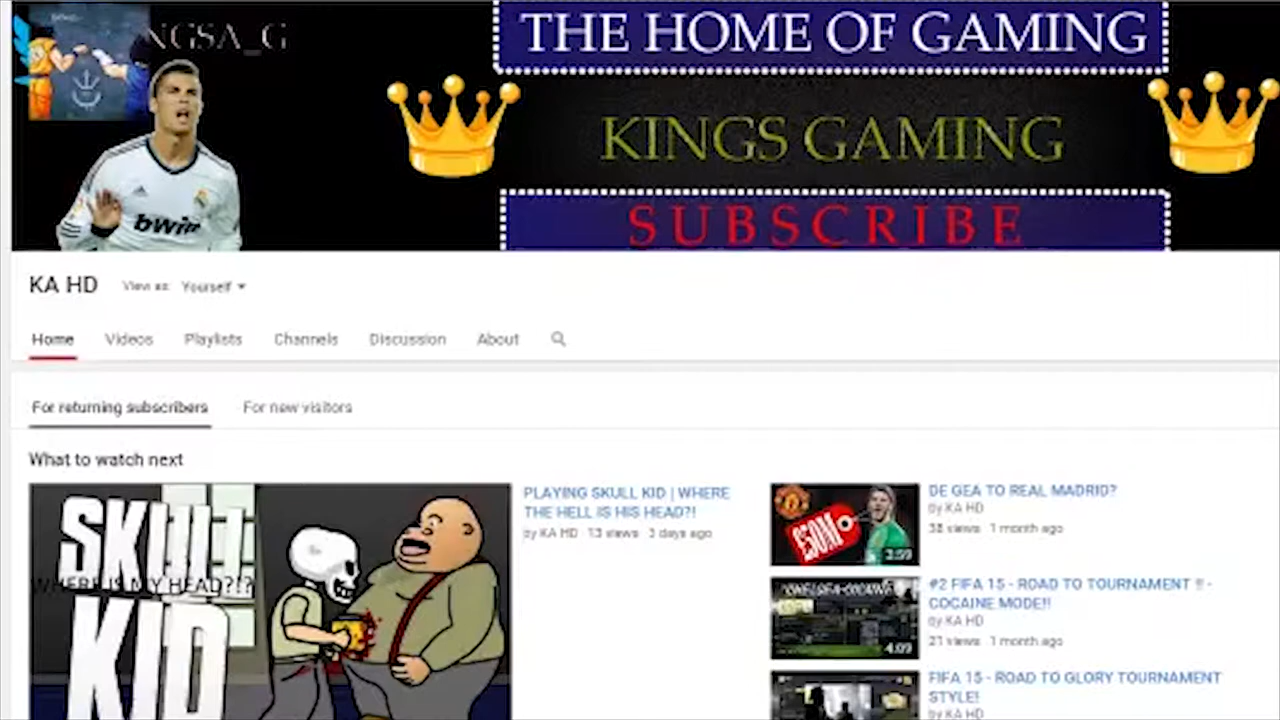 NGSA_G
THE HOME OF GAMING
KINGS GAMING
SUBSCRIBE
bwin
KA HD
View as: Yourself
Home Videos Playlists Channels Discussion About
For returning subscribers For new visitors
What to watch next
SKULL
WHERE IS MY HEAD?!?
KID
PLAYING SKULL KID | WHERE
THE HELL IS HIS HEAD?!
by KA HD 13 views 3 days ago
£50M
3:59
DE GEA TO REAL MADRID?
by KA HD
38 views 1 month ago
4:09
#2 FIFA 15 - ROAD TO TOURNAMENT !! -
COCAINE MODE!!
by KA HD
21 views 1 month ago
FIFA 15 - ROAD TO GLORY TOURNAMENT
STYLE!
by KA HD